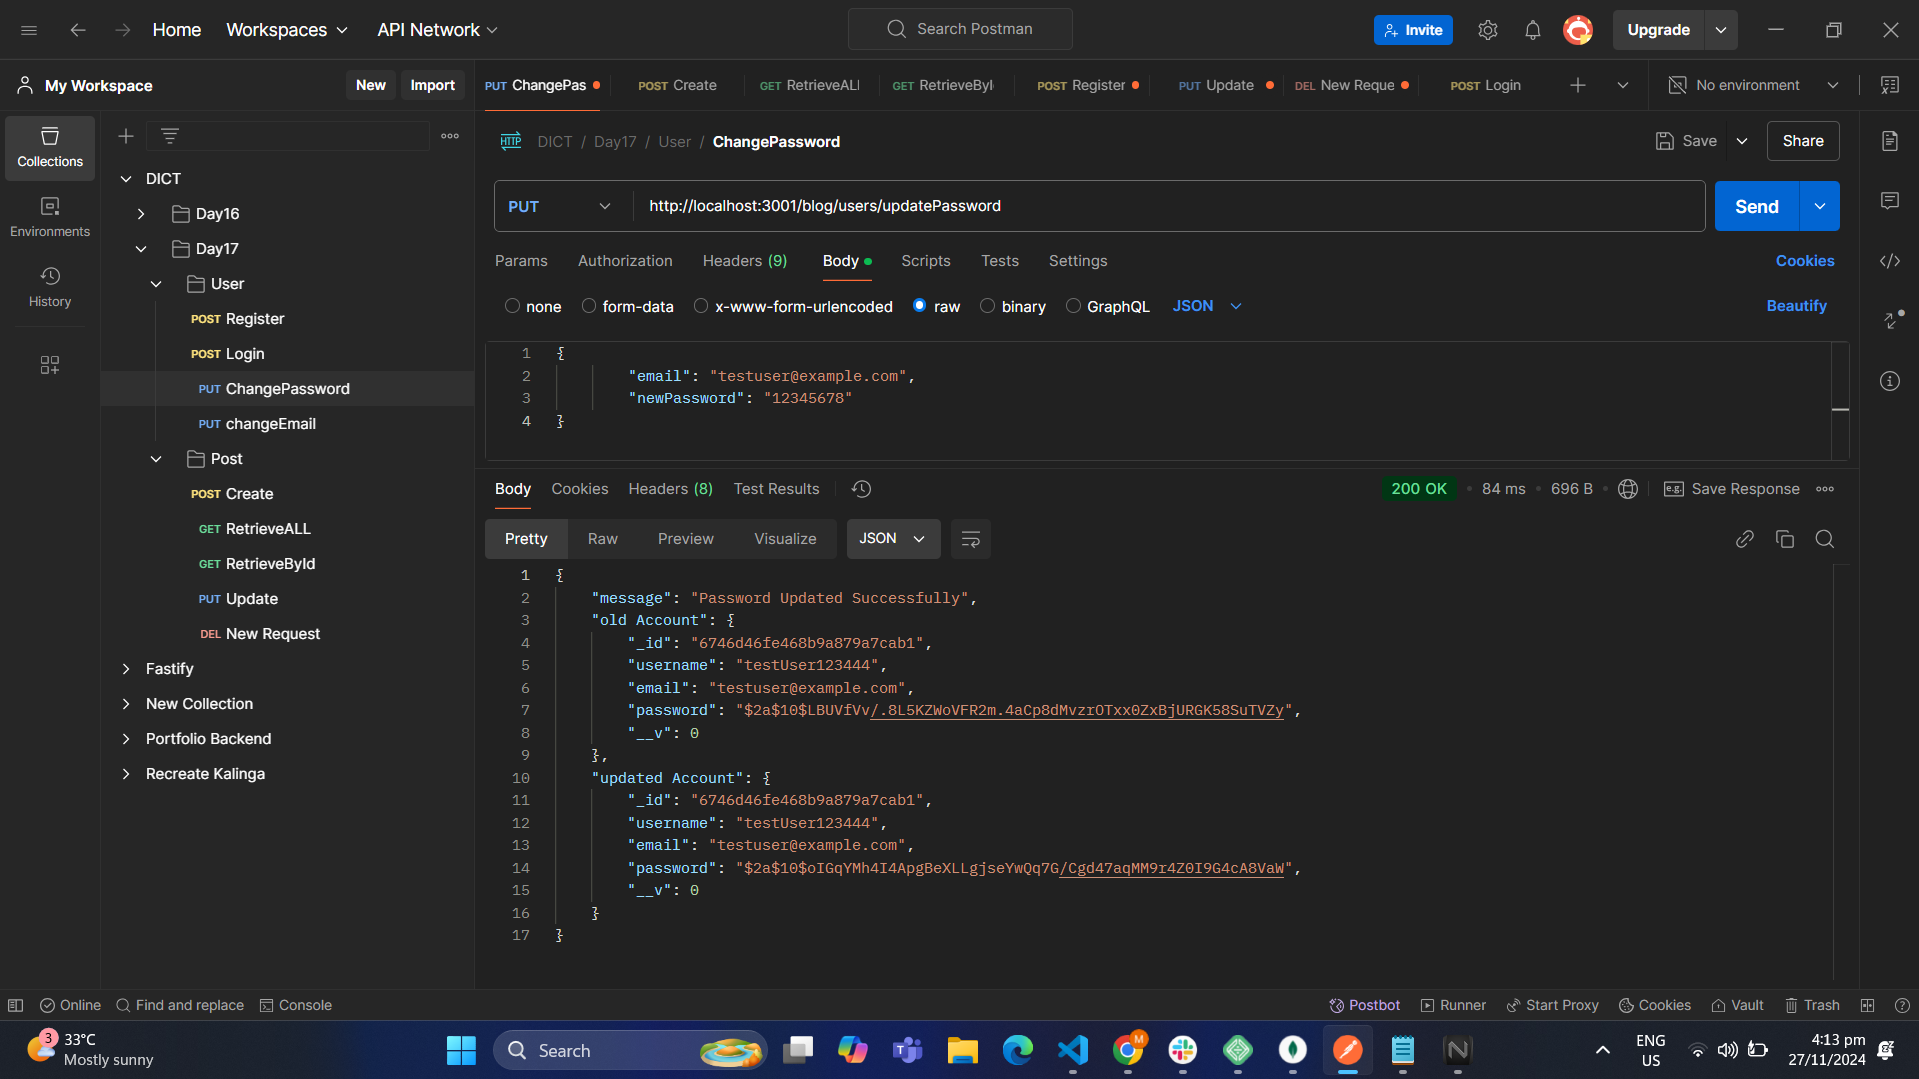 Home
Workspaces
API Network
Search Postman
Invite
Upgrade
My Workspace
New
Import
PUT ChangePas
POST Create
GET RetrieveALL
GET RetrieveById
POST Register
PUT Update
DEL New Reque
POST Login
No environment
Collections
Environments
History
DICT
Day16
Day17
User
POST Register
POST Login
PUT ChangePassword
PUT changeEmail
Post
POST Create
GET RetrieveALL
GET RetrieveById
PUT Update
DEL New Request
Fastify
New Collection
Portfolio Backend
Recreate Kalinga
HTTP DICT / Day17 / User / ChangePassword
Save
Share
PUT
http://localhost:3001/blog/users/updatePassword
Send
Params Authorization Headers (9) Body Scripts Tests Settings
Cookies
none form-data x-www-form-urlencoded raw binary GraphQL JSON
Beautify
1 {
2 "email": "testuser@example.com",
3 "newPassword": "12345678"
4 }
Body Cookies Headers (8) Test Results
200 OK • 84 ms • 696 B
e.g. Save Response
Pretty Raw Preview Visualize JSON
1 {
2 "message": "Password Updated Successfully",
3 "old Account": {
4 "_id": "6746d46fe468b9a879a7cab1",
5 "username": "testUser123444",
6 "email": "testuser@example.com",
7 "password": "$2a$10$LBUVfVv/.8L5KZWoVFR2m.4aCp8dMvzrOTxx0ZxBjURGK58SuTVZy",
8 "__v": 0
9 },
10 "updated Account": {
11 "_id": "6746d46fe468b9a879a7cab1",
12 "username": "testUser123444",
13 "email": "testuser@example.com",
14 "password": "$2a$10$oIGqYMh4I4ApgBeXLLgjseYwQq7G/Cgd47aqMM9r4Z0I9G4cA8VaW",
15 "__v": 0
16 }
17 }
Online
Find and replace
Console
Postbot
Runner
Start Proxy
Cookies
Vault
Trash
3
33°C
Mostly sunny
Search
M
ENG
US
4:13 pm
27/11/2024